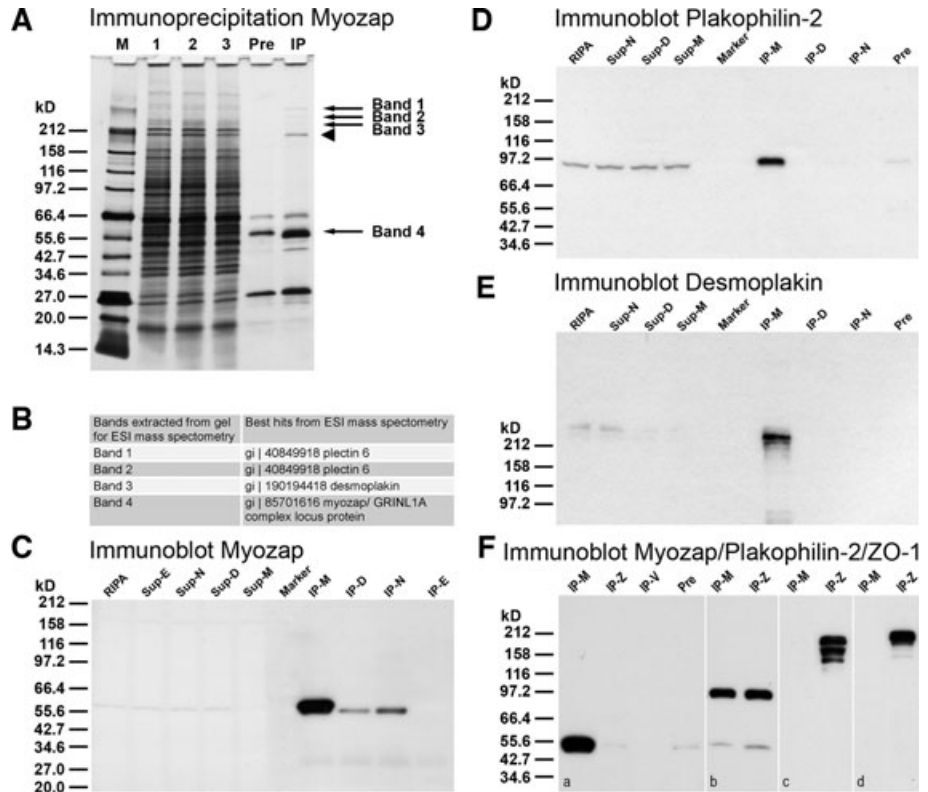 A Immunoprecipitation Myozap
M 1 2 3 Pre IP
kD
212
158
116
97.2
66.4
55.6
42.7
34.6
27.0
20.0
14.3
Band 1
Band 2
Band 3
Band 4
B
Bands extracted from gel for ESI mass spectometry
Best hits from ESI mass spectometry
Band 1 gi | 40849918 plectin 6
Band 2 gi | 40849918 plectin 6
Band 3 gi | 190194418 desmoplakin
Band 4 gi | 85701616 myozap/ GRINL1A
complex locus protein
C Immunoblot Myozap
RIPA Sup-E Sup-N Sup-D Sup-M Marker IP-M IP-D IP-N IP-E
kD
212
158
116
97.2
66.4
55.6
42.7
34.6
27.0
20.0
D Immunoblot Plakophilin-2
RIPA Sup-N Sup-D Sup-M Marker IP-M IP-D IP-N Pre
kD
212
158
116
97.2
66.4
55.6
42.7
34.6
E Immunoblot Desmoplakin
RIPA Sup-N Sup-D Sup-M Marker IP-M IP-D IP-N Pre
kD
212
158
116
97.2
F Immunoblot Myozap/Plakophilin-2/ZO-1
IP-M IP-Z IP-V Pre IP-M IP-Z IP-M IP-Z IP-M IP-Z
kD
212
158
116
97.2
66.4
55.6
42.7
34.6
a b c d